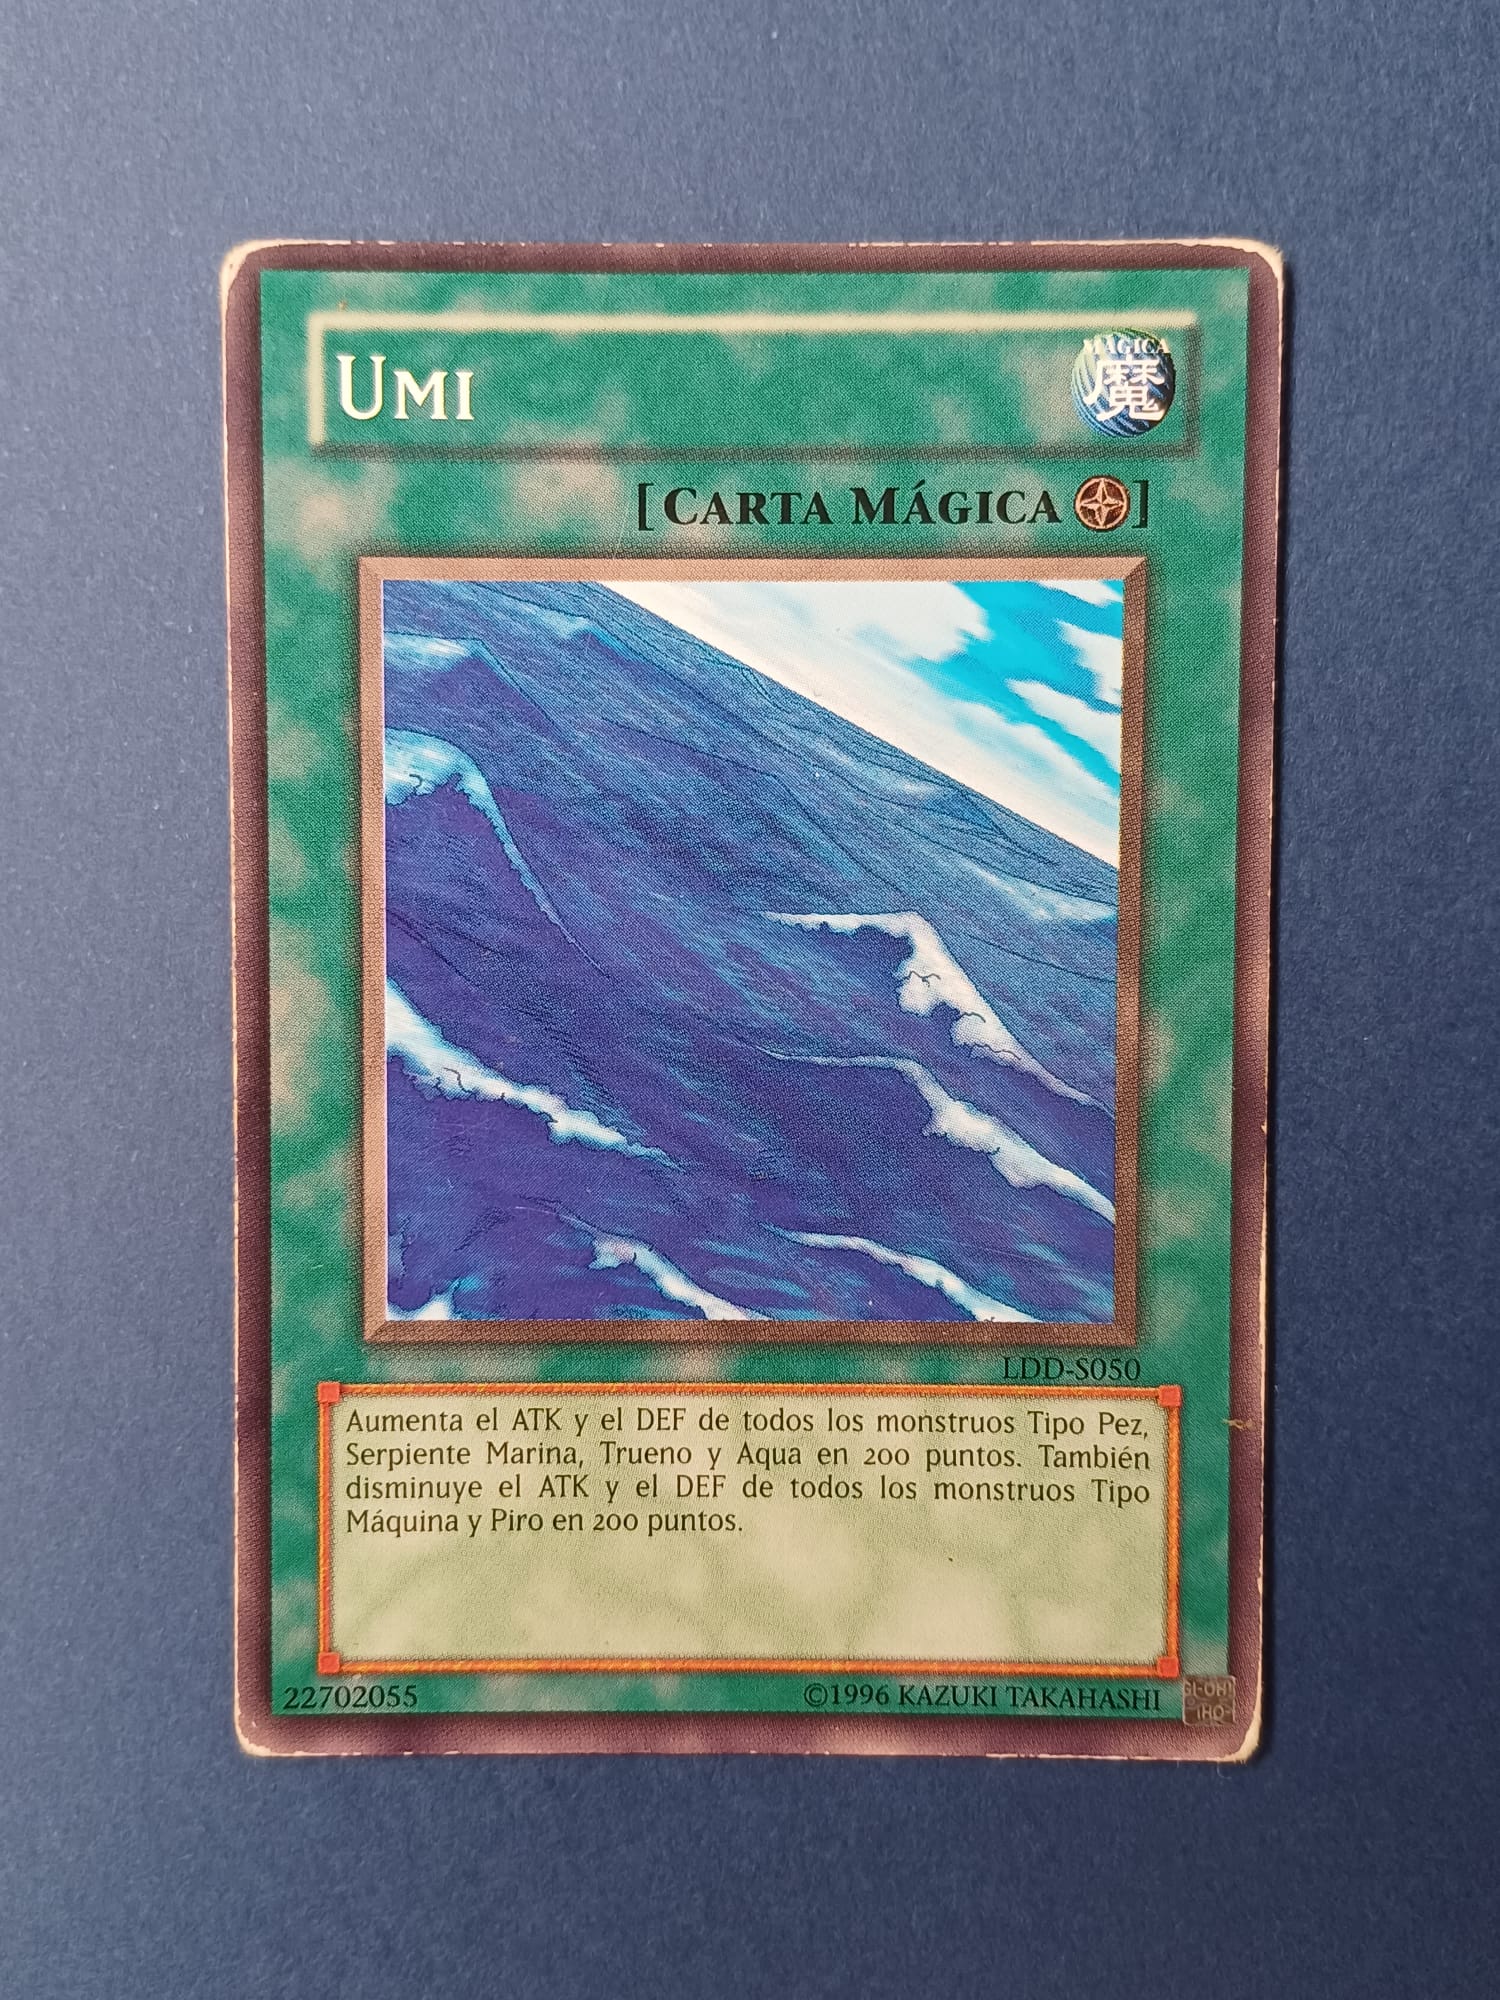 UMI
MÁGICA
魔
[CARTA MÁGICA]
LDD-S050
Aumenta el ATK y el DEF de todos los monstruos Tipo Pez,
Serpiente Marina, Trueno y Aqua en 200 puntos. También
disminuye el ATK y el DEF de todos los monstruos Tipo
Máquina y Piro en 200 puntos.
22702055
©1996 KAZUKI TAKAHASHI